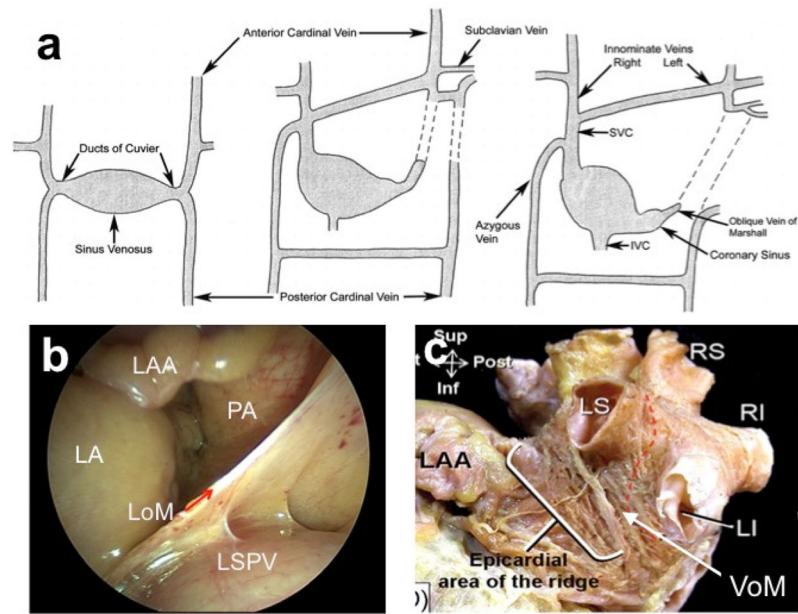 a
Anterior Cardinal Vein
Subclavian Vein
Innominate Veins
Right Left
Ducts of Cuvier
SVC
Sinus Venosus
Azygous
Vein
Oblique Vein of
Marshall
IVC
Coronary Sinus
Posterior Cardinal Vein
b
LAA
PA
LA
LoM
LSPV
c
Sup
Post
Inf
RS
LS
RI
LAA
LI
Epicardial
area of the ridge
VoM